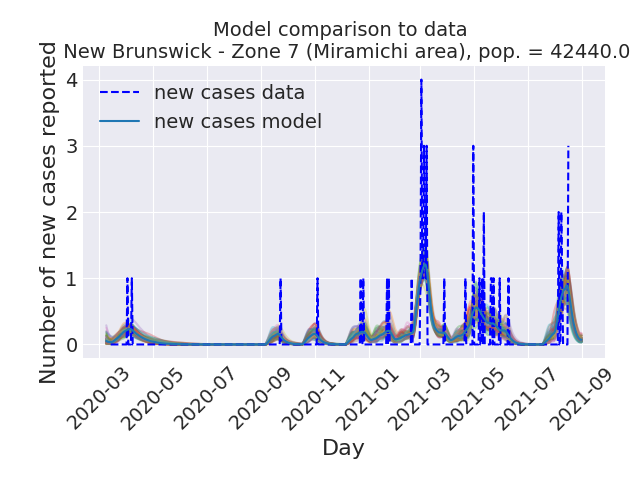 Model comparison to data
New Brunswick - Zone 7 (Miramichi area), pop. = 42440.0
Number of new cases reported
4
3
2
1
0
new cases data
new cases model
2020-03
2020-05
2020-07
2020-09
2020-11
2021-01
2021-03
2021-05
2021-07
2021-09
Day